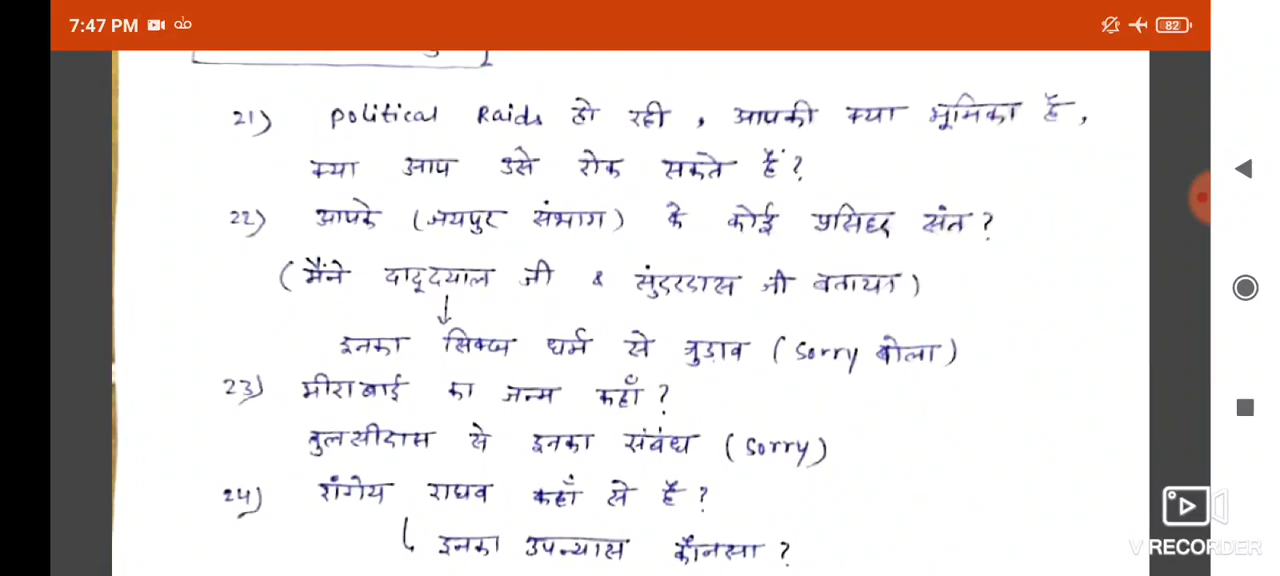 7:47 PM
82
21) Political Raids हो रही, आपकी क्या भूमिका है,
क्या आप उसे रोक सकते हैं?
22) आपके (जयपुर संभाग) के कोई प्रसिद्ध संत?
(मैंने दादूदयाल जी & सुंदरदास जी बताया)
↓
इनका सिक्ख धर्म से जुड़ाव (Sorry बोला)
23) मीराबाई का जन्म कहाँ?
तुलसीदास से इनका संबंध (Sorry)
24) रांगेय राघव कहाँ से है?
इनका उपन्यास कौनसा?
V RECORDER